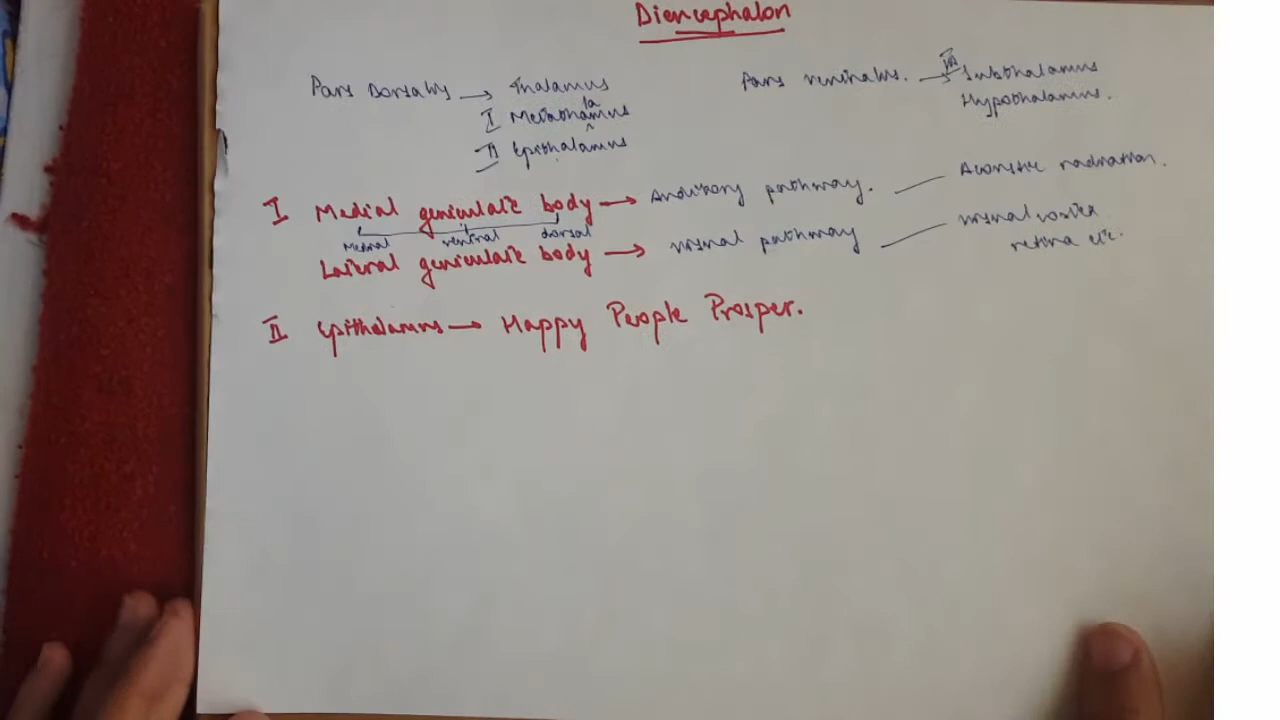 Diencephalon
Pars Dorsalis → Thalamus
I Metathalamus
II Epithalamus
Pars ventralis. → III Subthalamus
Hypothalamus.
I Medial geniculate body → Auditory pathway. — Acoustic radiation.
Medial ventral dorsal
Lateral geniculate body → visual pathway — visual cortex
retina etc.
II Epithalamus → Happy People Prosper.